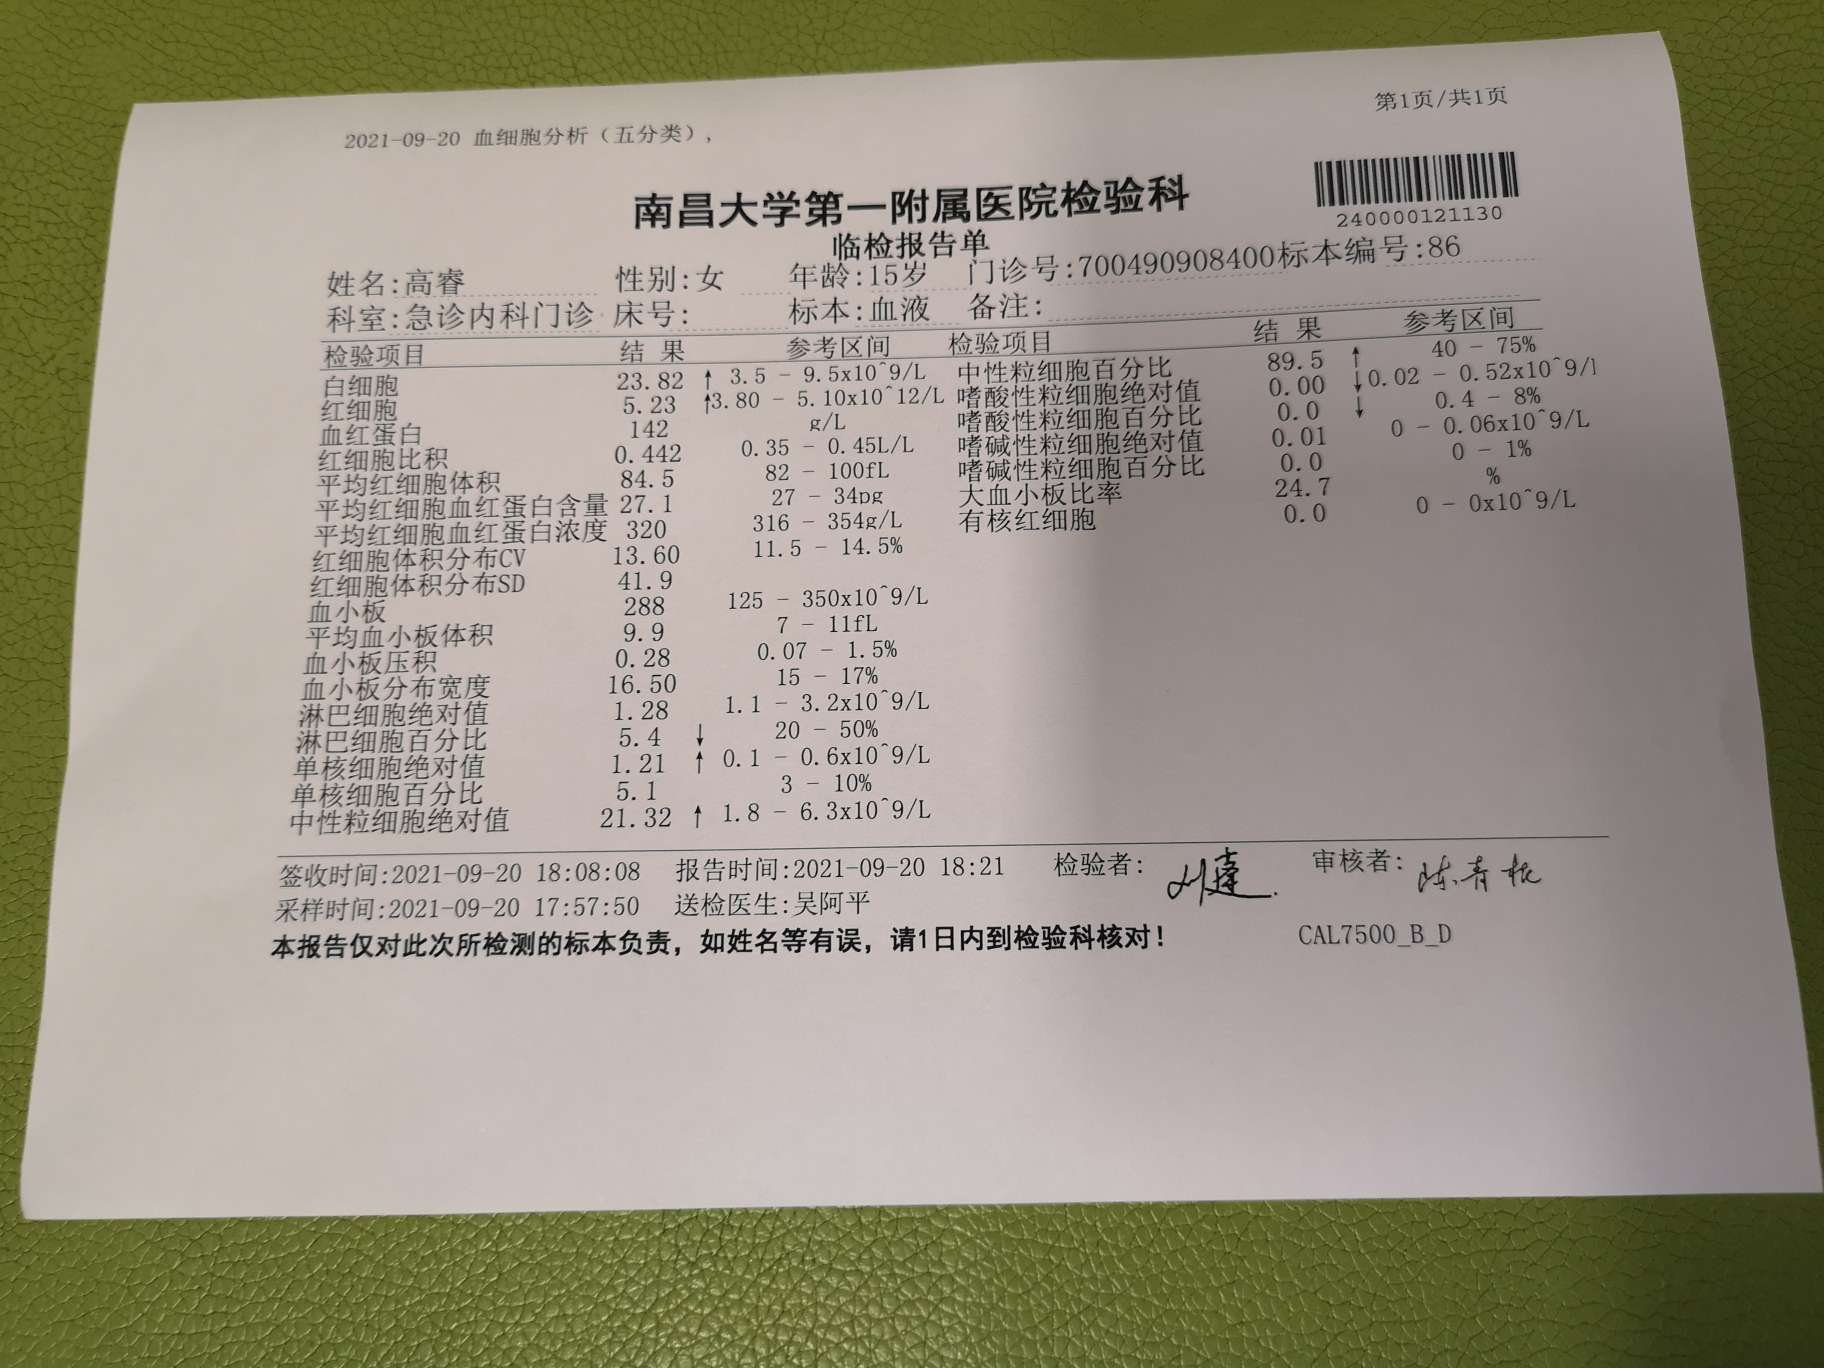 第1页/共1页
2021-09-20 血细胞分析（五分类），
南昌大学第一附属医院检验科
240000121130
临检报告单
姓名:高睿 性别:女 年龄:15岁 门诊号:700490908400标本编号:86
科室:急诊内科门诊 床号: 标本:血液 备注:
检验项目 结 果 参考区间 检验项目 结 果 参考区间
白细胞 23.82 ↑ 3.5 - 9.5x10^9/L 中性粒细胞百分比 89.5 ↑ 40 - 75%
红细胞 5.23 ↑3.80 - 5.10x10^12/L 嗜酸性粒细胞绝对值 0.00 ↓0.02 - 0.52x10^9/l
血红蛋白 142 g/L 嗜酸性粒细胞百分比 0.0 ↓ 0.4 - 8%
红细胞比积 0.442 0.35 - 0.45L/L 嗜碱性粒细胞绝对值 0.01 0 - 0.06x10^9/L
平均红细胞体积 84.5 82 - 100fL 嗜碱性粒细胞百分比 0.0 0 - 1%
平均红细胞血红蛋白含量 27.1 27 - 34pg 大血小板比率 24.7 %
平均红细胞血红蛋白浓度 320 316 - 354g/L 有核红细胞 0.0 0 - 0x10^9/L
红细胞体积分布CV 13.60 11.5 - 14.5%
红细胞体积分布SD 41.9
血小板 288 125 - 350x10^9/L
平均血小板体积 9.9 7 - 11fL
血小板压积 0.28 0.07 - 1.5%
血小板分布宽度 16.50 15 - 17%
淋巴细胞绝对值 1.28 1.1 - 3.2x10^9/L
淋巴细胞百分比 5.4 ↓ 20 - 50%
单核细胞绝对值 1.21 ↑ 0.1 - 0.6x10^9/L
单核细胞百分比 5.1 3 - 10%
中性粒细胞绝对值 21.32 ↑ 1.8 - 6.3x10^9/L
签收时间:2021-09-20 18:08:08 报告时间:2021-09-20 18:21 检验者: 审核者:
采样时间:2021-09-20 17:57:50 送检医生:吴阿平
本报告仅对此次所检测的标本负责，如姓名等有误，请1日内到检验科核对！ CAL7500_B_D